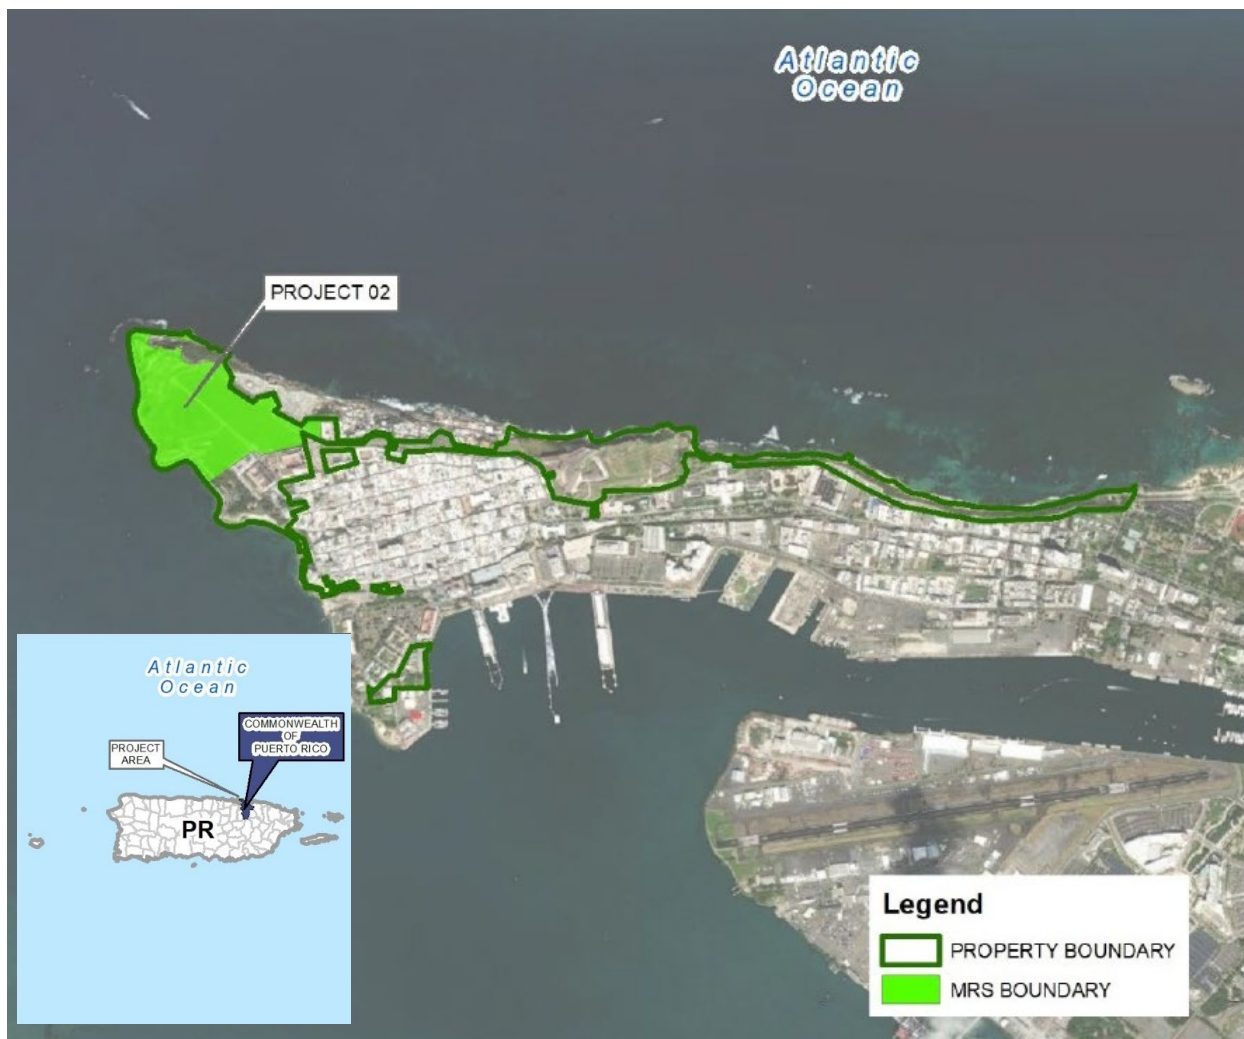 Atlantic
Ocean
PROJECT 02
Atlantic
Ocean
COMMONWEALTH
OF
PUERTO RICO
PROJECT
AREA
PR
Legend
PROPERTY BOUNDARY
MRS BOUNDARY